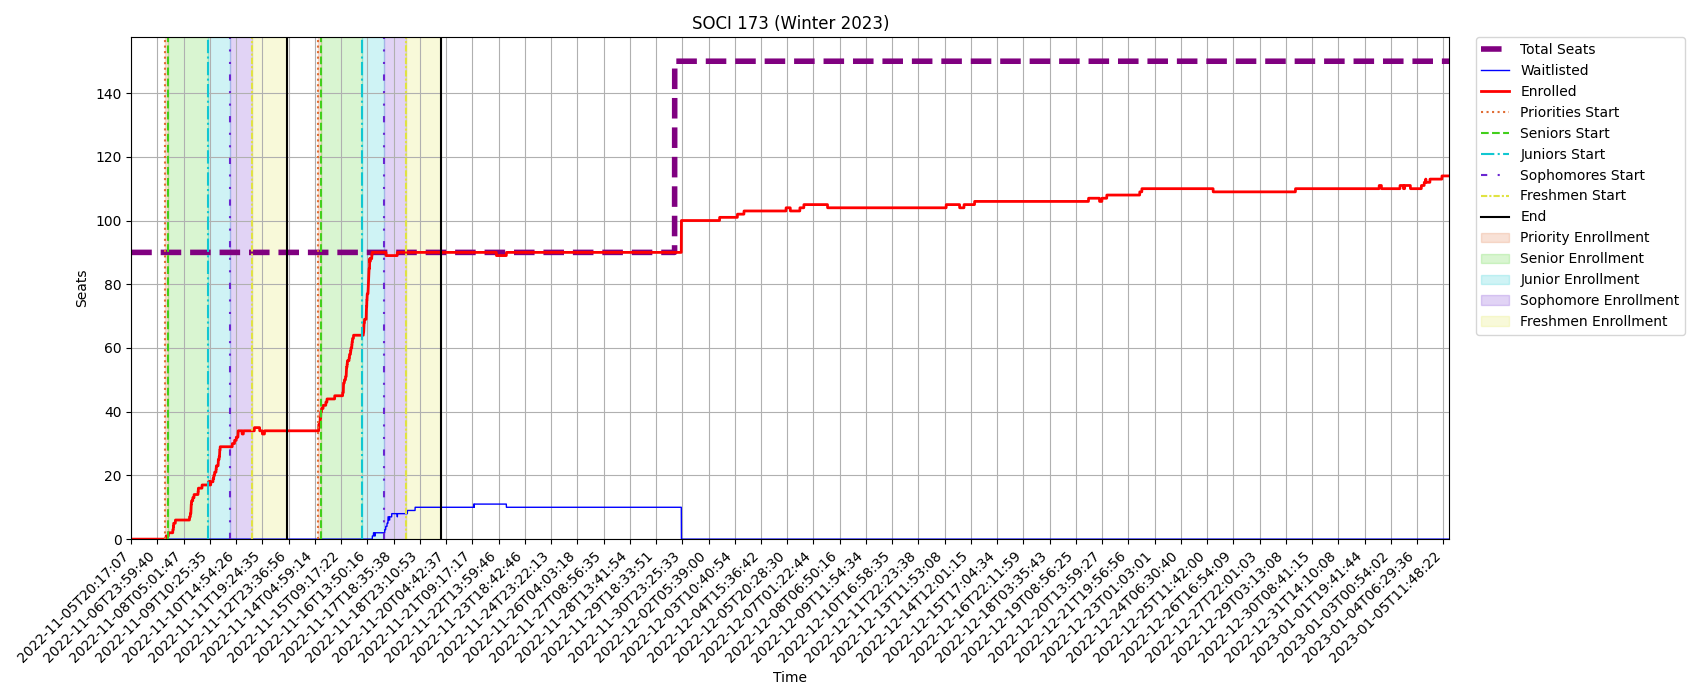 SOCI 173 (Winter 2023)
Seats
140
120
100
80
60
40
20
0
2022-11-05T20:17:07
2022-11-06T23:59:40
2022-11-08T05:01:47
2022-11-09T10:25:35
2022-11-10T14:54:26
2022-11-11T19:24:35
2022-11-12T23:36:56
2022-11-14T04:59:14
2022-11-15T09:17:22
2022-11-16T13:50:16
2022-11-17T18:35:38
2022-11-18T23:10:53
2022-11-20T04:42:37
2022-11-21T09:17:17
2022-11-22T13:59:46
2022-11-23T18:42:46
2022-11-24T23:22:13
2022-11-26T04:03:18
2022-11-27T08:56:35
2022-11-28T13:41:54
2022-11-29T18:33:51
2022-11-30T23:25:33
2022-12-02T05:39:00
2022-12-03T10:40:54
2022-12-04T15:36:42
2022-12-05T20:28:30
2022-12-07T01:22:44
2022-12-08T06:50:16
2022-12-09T11:54:34
2022-12-10T16:58:35
2022-12-11T22:23:38
2022-12-13T11:53:08
2022-12-14T12:01:15
2022-12-15T17:04:34
2022-12-16T22:11:59
2022-12-18T03:35:43
2022-12-19T08:56:25
2022-12-20T13:59:27
2022-12-21T19:56:56
2022-12-23T01:03:01
2022-12-24T06:30:40
2022-12-25T11:42:00
2022-12-26T16:54:09
2022-12-27T22:01:03
2022-12-29T03:13:08
2022-12-30T08:41:15
2022-12-31T14:10:08
2023-01-01T19:41:44
2023-01-03T00:54:02
2023-01-04T06:29:36
2023-01-05T11:48:22
Time
Total Seats
Waitlisted
Enrolled
Priorities Start
Seniors Start
Juniors Start
Sophomores Start
Freshmen Start
End
Priority Enrollment
Senior Enrollment
Junior Enrollment
Sophomore Enrollment
Freshmen Enrollment